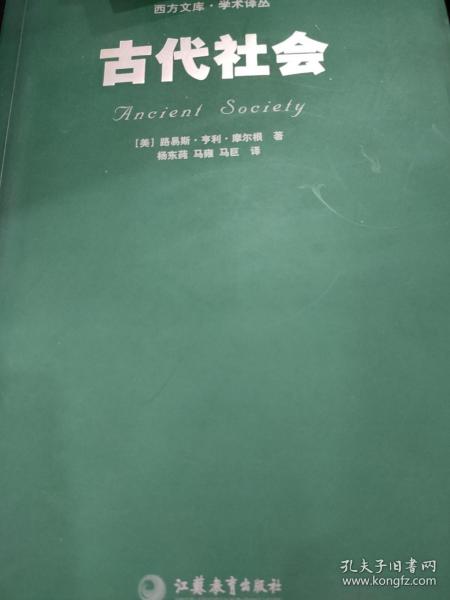 西方文库·学术译丛
古代社会
Ancient Society
[美] 路易斯·亨利·摩尔根 著
杨东莼 马雍 马巨 译
江苏教育出版社
孔夫子旧书网
www.kongfz.com